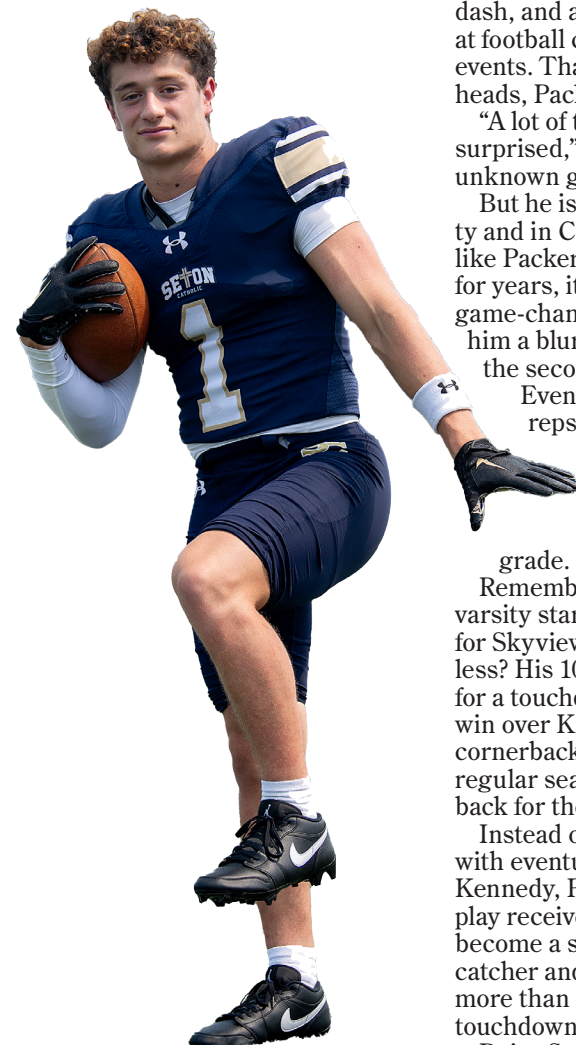 SETON
CATHOLIC
1
dash, and a
at football
events. Tha
heads, Pac
“A lot of t
surprised,”
unknown g
But he is
ty and in C
like Packer
for years, it
game-chan
him a blur
the seco
Even
reps
grade.
Rememb
varsity star
for Skyview
less? His 10
for a touchd
win over K
cornerback
regular sea
back for the
Instead o
with eventu
Kennedy, P
play receive
become a s
catcher and
more than
touchdown